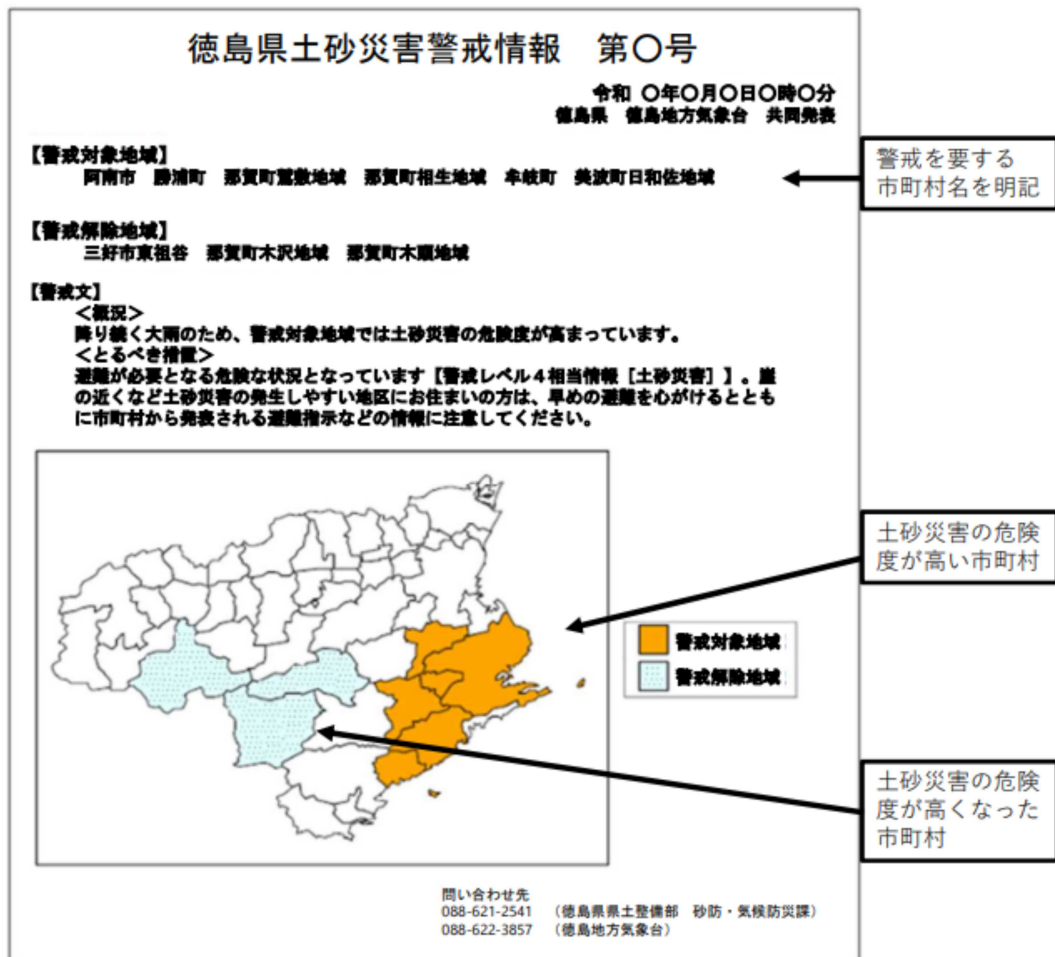 徳島県土砂災害警戒情報　第〇号
令和 〇年〇月〇日〇時〇分
徳島県　徳島地方気象台　共同発表
【警戒対象地域】
阿南市　勝浦町　那賀町鷲敷地域　那賀町相生地域　牟岐町　美波町日和佐地域
警戒を要する
市町村名を明記
【警戒解除地域】
三好市東祖谷　那賀町木沢地域　那賀町木頭地域
【警戒文】
＜概況＞
降り続く大雨のため、警戒対象地域では土砂災害の危険度が高まっています。
＜とるべき措置＞
避難が必要となる危険な状況となっています【警戒レベル４相当情報［土砂災害］】。崖
の近くなど土砂災害の発生しやすい地区にお住まいの方は、早めの避難を心がけるととも
に市町村から発表される避難指示などの情報に注意してください。
土砂災害の危険
度が高い市町村
警戒対象地域
警戒解除地域
土砂災害の危険
度が高くなった
市町村
問い合わせ先
088-621-2541　（徳島県県土整備部　砂防・気候防災課）
088-622-3857　（徳島地方気象台）